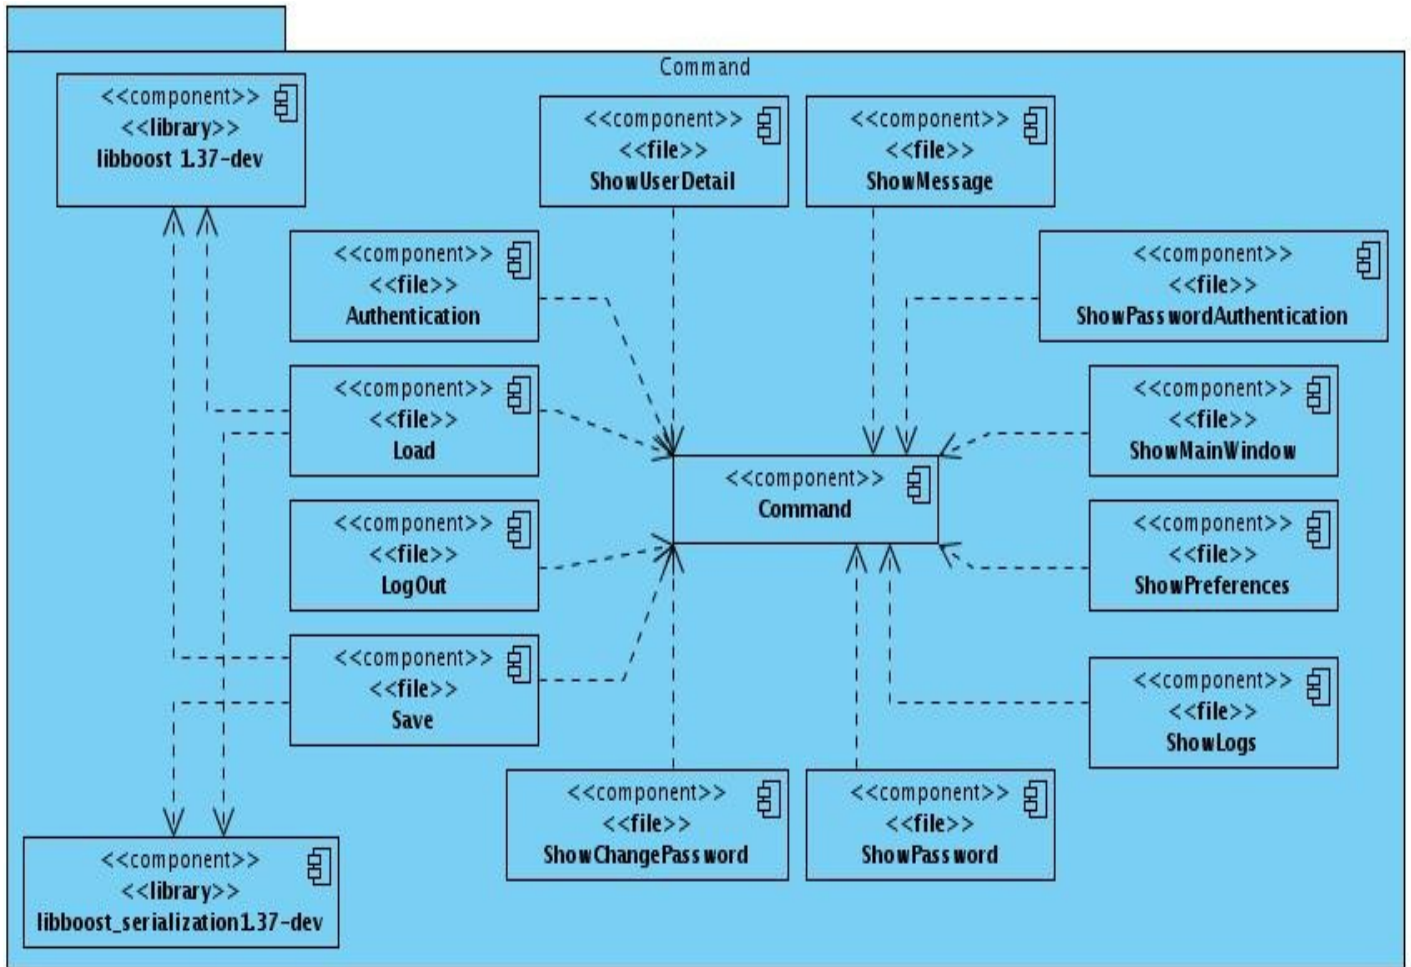 Command
<<component>>
<<library>>
libboost 1.37-dev
<<component>>
<<file>>
ShowUserDetail
<<component>>
<<file>>
ShowMessage
<<component>>
<<file>>
Authentication
<<component>>
<<file>>
ShowPasswordAuthentication
<<component>>
<<file>>
Load
<<component>>
<<file>>
ShowMainWindow
<<component>>
Command
<<component>>
<<file>>
LogOut
<<component>>
<<file>>
ShowPreferences
<<component>>
<<file>>
Save
<<component>>
<<file>>
ShowLogs
<<component>>
<<file>>
ShowChangePassword
<<component>>
<<file>>
ShowPassword
<<component>>
<<library>>
libboost_serialization1.37-dev